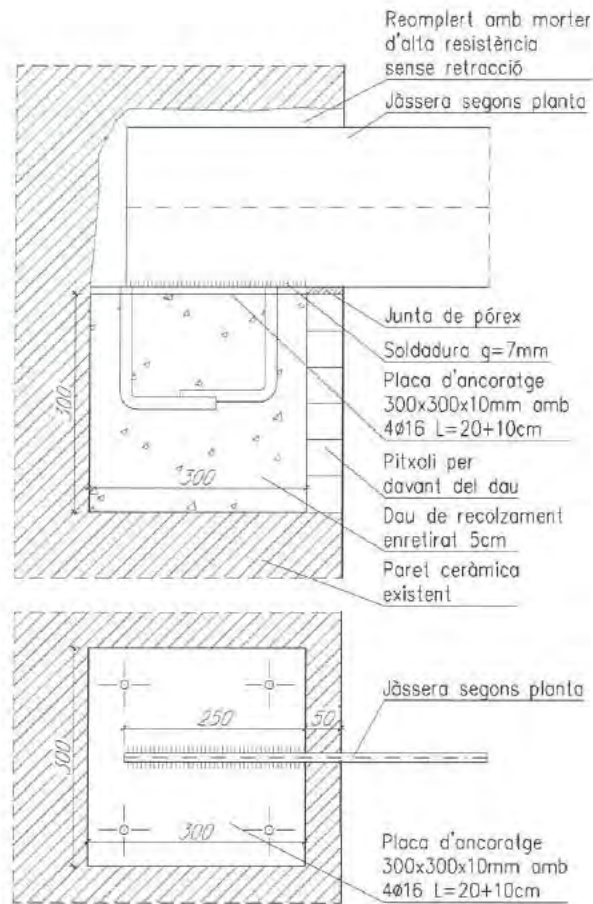 Reomplert amb morter
d'alta resistència
sense retracció
Jàssera segons planta
Junta de pórex
Soldadura g=7mm
Placa d'ancoratge
300x300x10mm amb
4ø16 L=20+10cm
Pitxolí per
davant del dau
Dau de recolzament
enretirat 5cm
Paret ceràmica
existent
300
300
Jàssera segons planta
250
50
300
300
Placa d'ancoratge
300x300x10mm amb
4ø16 L=20+10cm